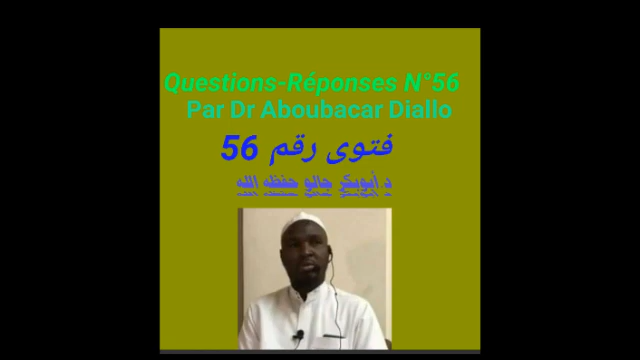 Questions-Réponses N°56
Par Dr Aboubacar Diallo
فتوى رقم 56
د أبوبكر جالو حفظه الله